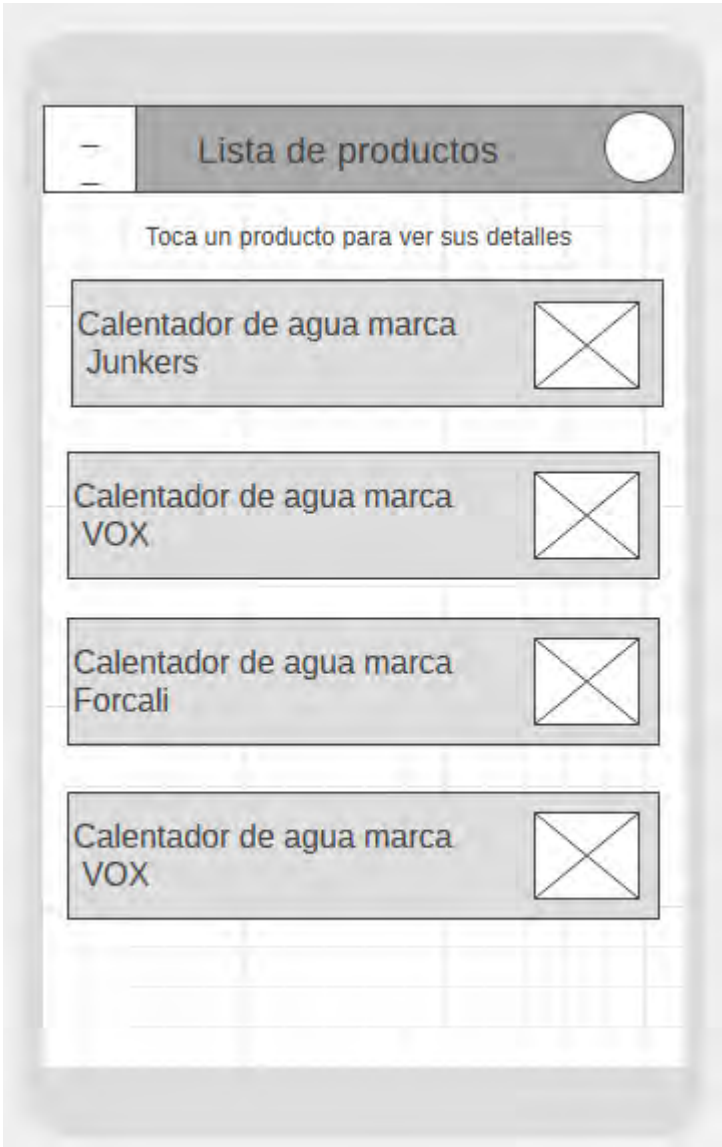 Lista de productos
Toca un producto para ver sus detalles
Calentador de agua marca
Junkers
Calentador de agua marca
VOX
Calentador de agua marca
Forcali
Calentador de agua marca
VOX